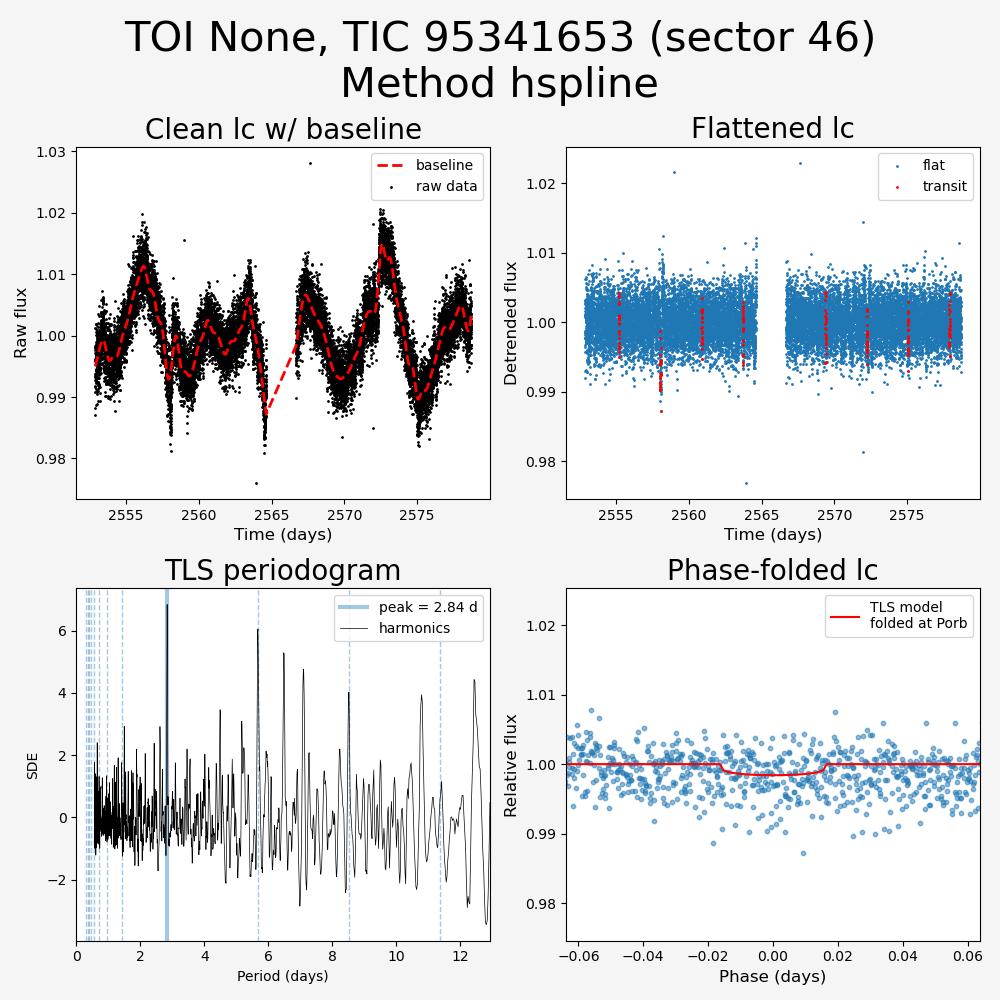 TOI None, TIC 95341653 (sector 46)
Method hspline
Clean lc w/ baseline
Raw flux
1.03
1.02
1.01
1.00
0.99
0.98
baseline
raw data
2555
2560
2565
2570
2575
Time (days)
Flattened lc
Detrended flux
1.02
1.01
1.00
0.99
0.98
flat
transit
2555
2560
2565
2570
2575
Time (days)
TLS periodogram
SDE
6
4
2
0
−2
peak = 2.84 d
harmonics
0
2
4
6
8
10
12
Period (days)
Phase-folded lc
Relative flux
1.02
1.01
1.00
0.99
0.98
TLS model
folded at Porb
−0.06
−0.04
−0.02
0.00
0.02
0.04
0.06
Phase (days)